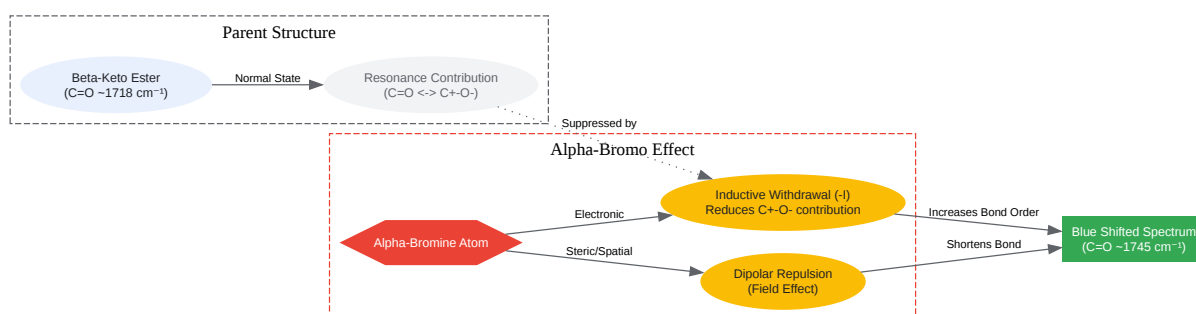 Parent Structure
Beta-Keto Ester
(C=O ~1718 cm⁻¹)
Normal State
Resonance Contribution
(C=O <-> C+-O-)
Suppressed by
Alpha-Bromo Effect
Alpha-Bromine Atom
Electronic
Steric/Spatial
Inductive Withdrawal (-I)
Reduces C+-O- contribution
Dipolar Repulsion
(Field Effect)
Increases Bond Order
Shortens Bond
Blue Shifted Spectrum
(C=O ~1745 cm⁻¹)